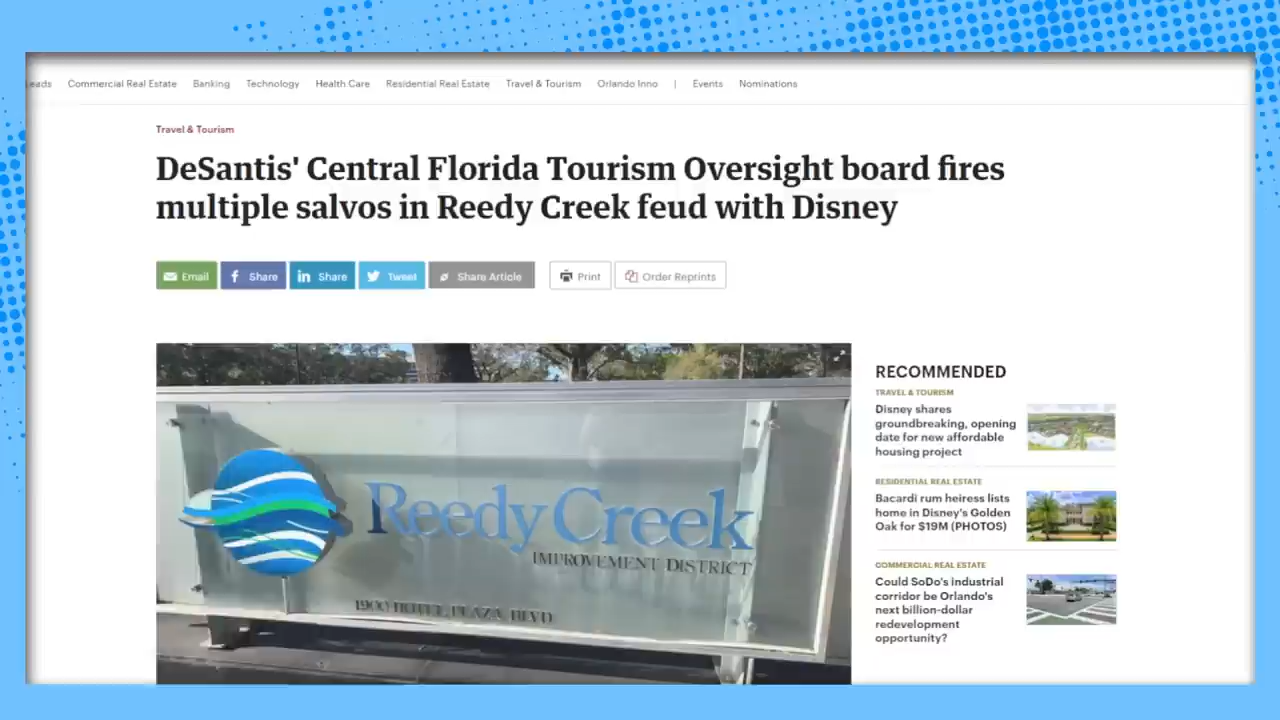 Leads Commercial Real Estate Banking Technology Health Care Residential Real Estate Travel & Tourism Orlando Inno | Events Nominations
Travel & Tourism
DeSantis' Central Florida Tourism Oversight board fires
multiple salvos in Reedy Creek feud with Disney
Email Share Share Tweet Share Article Print Order Reprints
Reedy Creek
IMPROVEMENT DISTRICT
1900 HOTEL PLAZA BLVD
RECOMMENDED
TRAVEL & TOURISM
Disney shares
groundbreaking, opening
date for new affordable
housing project
RESIDENTIAL REAL ESTATE
Bacardi rum heiress lists
home in Disney's Golden
Oak for $19M (PHOTOS)
COMMERCIAL REAL ESTATE
Could SoDo's industrial
corridor be Orlando's
next billion-dollar
redevelopment
opportunity?